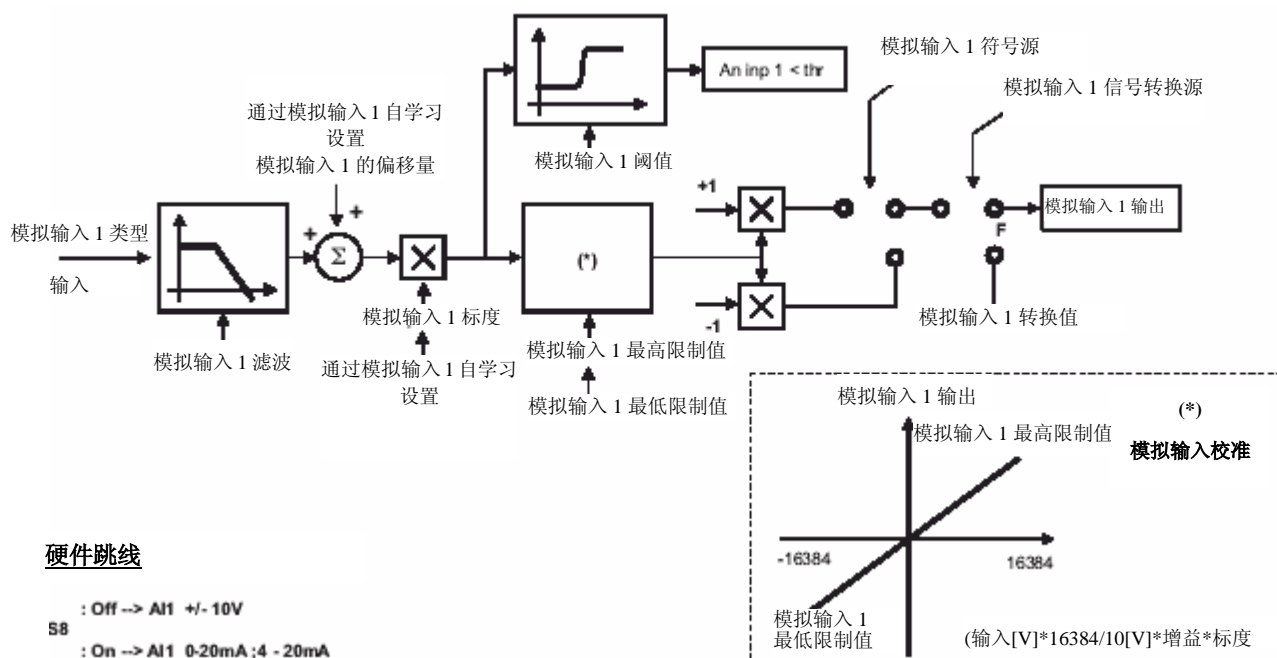 模拟输入 1 符号源
An inp 1 < thr
模拟输入 1 信号转换源
通过模拟输入 1 自学习
设置
模拟输入 1 的偏移量
模拟输入 1 阈值
+1
模拟输入 1 类型
输入
+
+
Σ
(*)
模拟输入 1 输出
F
-1
模拟输入 1 标度
模拟输入 1 转换值
模拟输入 1 滤波
通过模拟输入 1 自学习
设置
模拟输入 1 最高限制值
模拟输入 1 最低限制值
模拟输入 1 输出
(*)
模拟输入 1 最高限制值
模拟输入校准
-16384
16384
模拟输入 1
最低限制值
(输入[V]*16384/10[V]*增益*标度
硬件跳线
: Off --> AI1 +/- 10V
S8
: On --> AI1 0-20mA ; 4 - 20mA